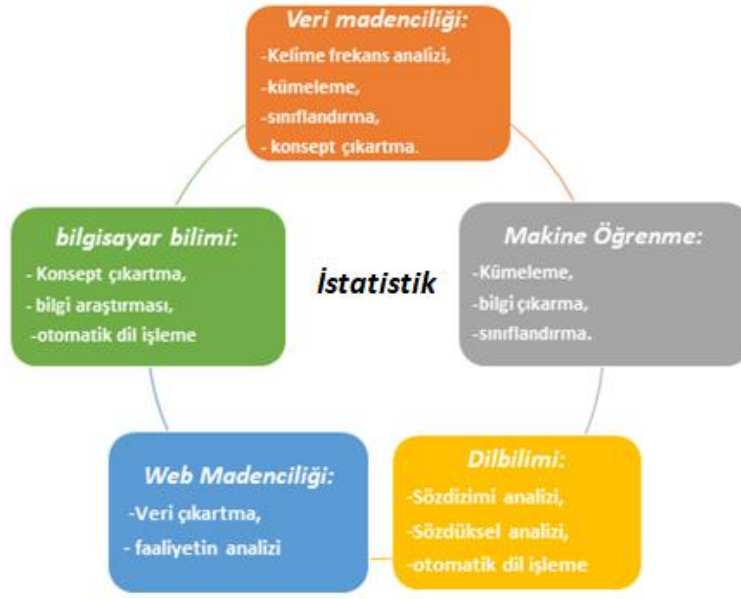 Veri madenciliği:
-Kelime frekans analizi,
-kümeleme,
-sınıflandırma,
- konsept çıkartma.
bilgisayar bilimi:
- Konsept çıkartma,
- bilgi araştırması,
-otomatik dil işleme
İstatistik
Makine Öğrenme:
-Kümeleme,
-bilgi çıkarma,
-sınıflandırma.
Web Madenciliği:
-Veri çıkartma,
- faaliyetin analizi
Dilbilimi:
-Sözdizimi analizi,
-Sözdüksel analizi,
-otomatik dil işleme